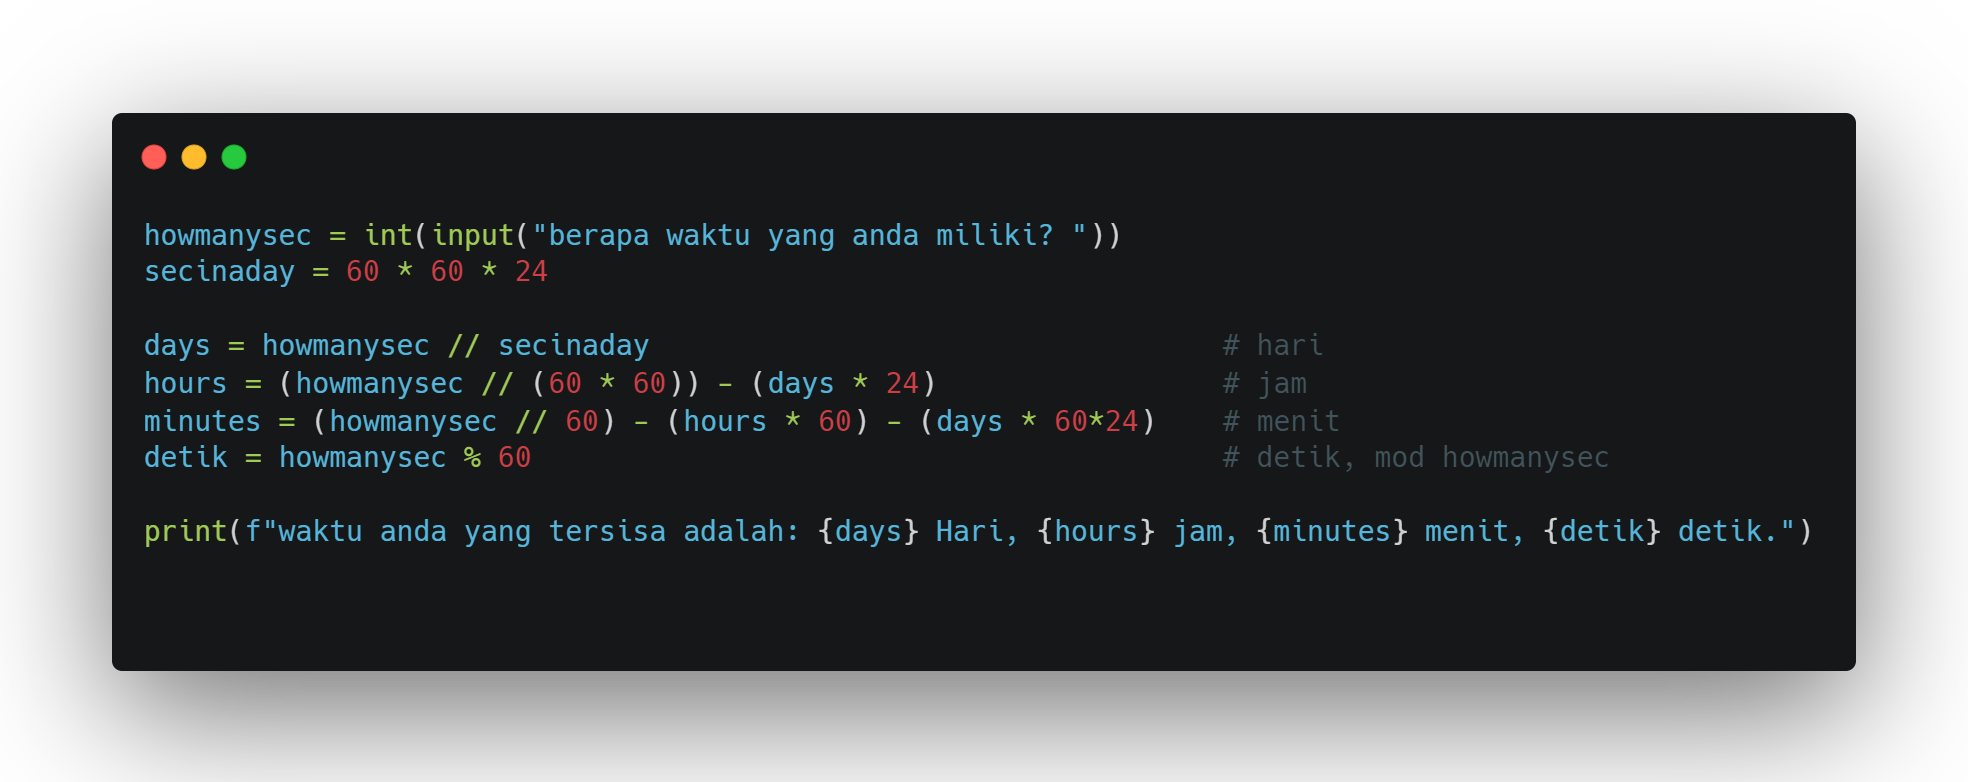 howmanysec = int(input("berapa waktu yang anda miliki? "))
secinaday = 60 * 60 * 24
days = howmanysec // secinaday # hari
hours = (howmanysec // (60 * 60)) - (days * 24) # jam
minutes = (howmanysec // 60) - (hours * 60) - (days * 60*24) # menit
detik = howmanysec % 60 # detik, mod howmanysec
print(f"waktu anda yang tersisa adalah: {days} Hari, {hours} jam, {minutes} menit, {detik} detik.")